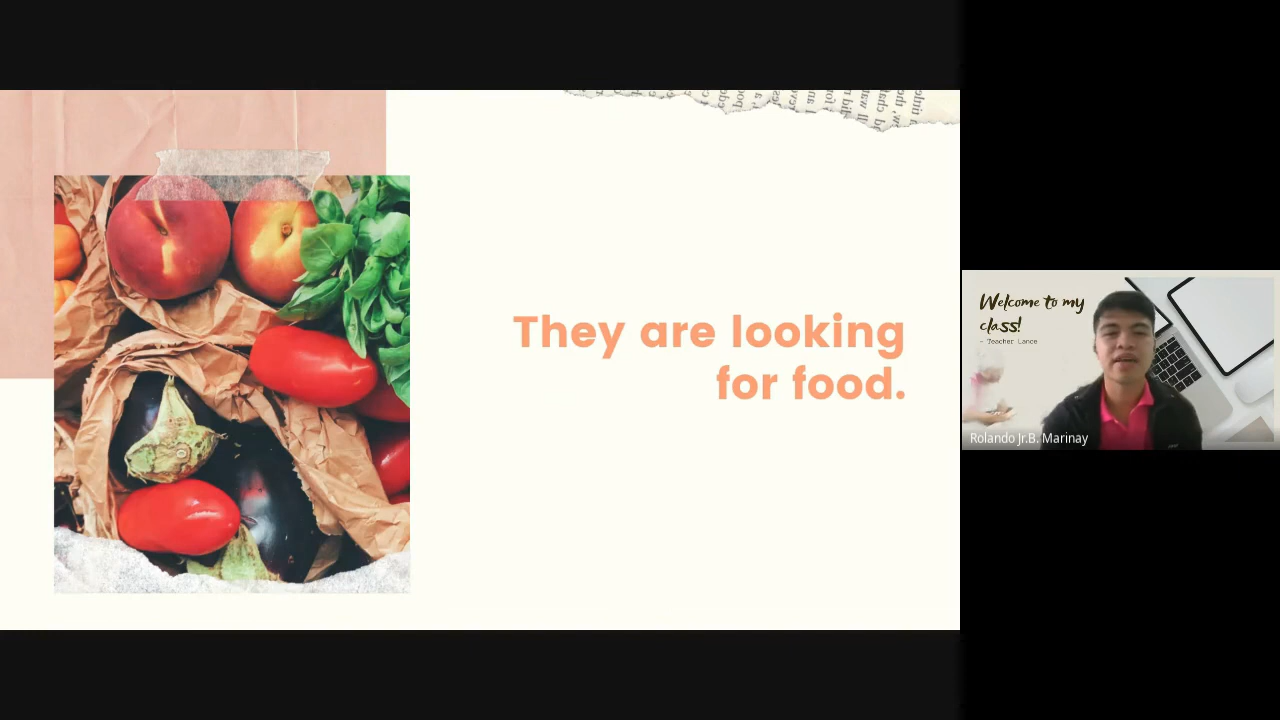 They are looking
for food.
Welcome to my
class!
- Teacher Lance
Rolando Jr.B. Marinay